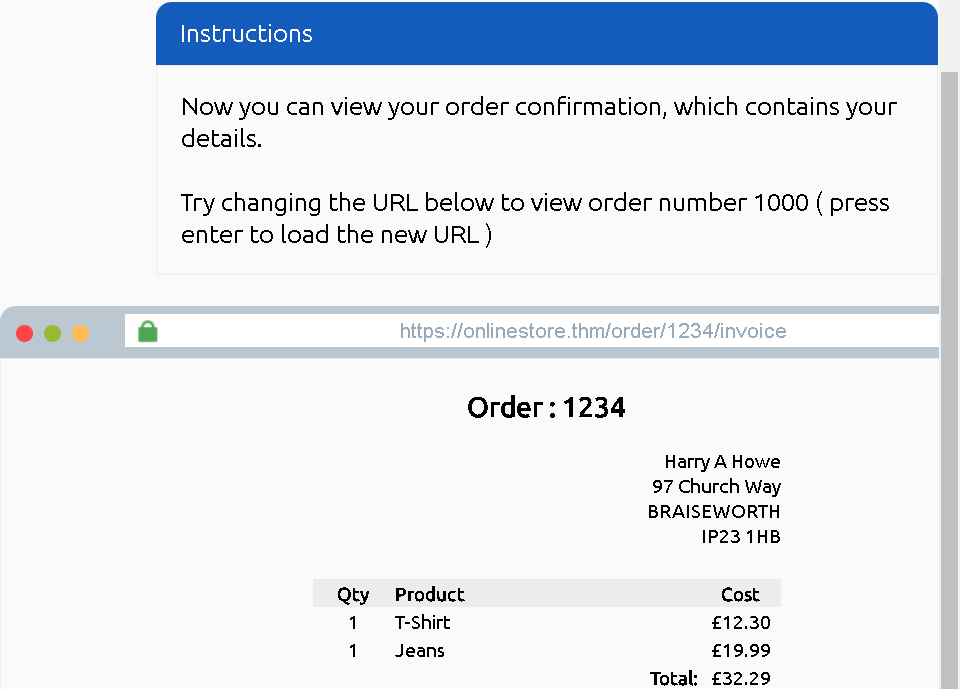 Instructions
Now you can view your order confirmation, which contains your
details.
Try changing the URL below to view order number 1000 ( press
enter to load the new URL )
https://onlinestore.thm/order/1234/invoice
Order : 1234
Harry A Howe
97 Church Way
BRAISEWORTH
IP23 1HB
Qty Product Cost
1 T-Shirt £12.30
1 Jeans £19.99
Total: £32.29